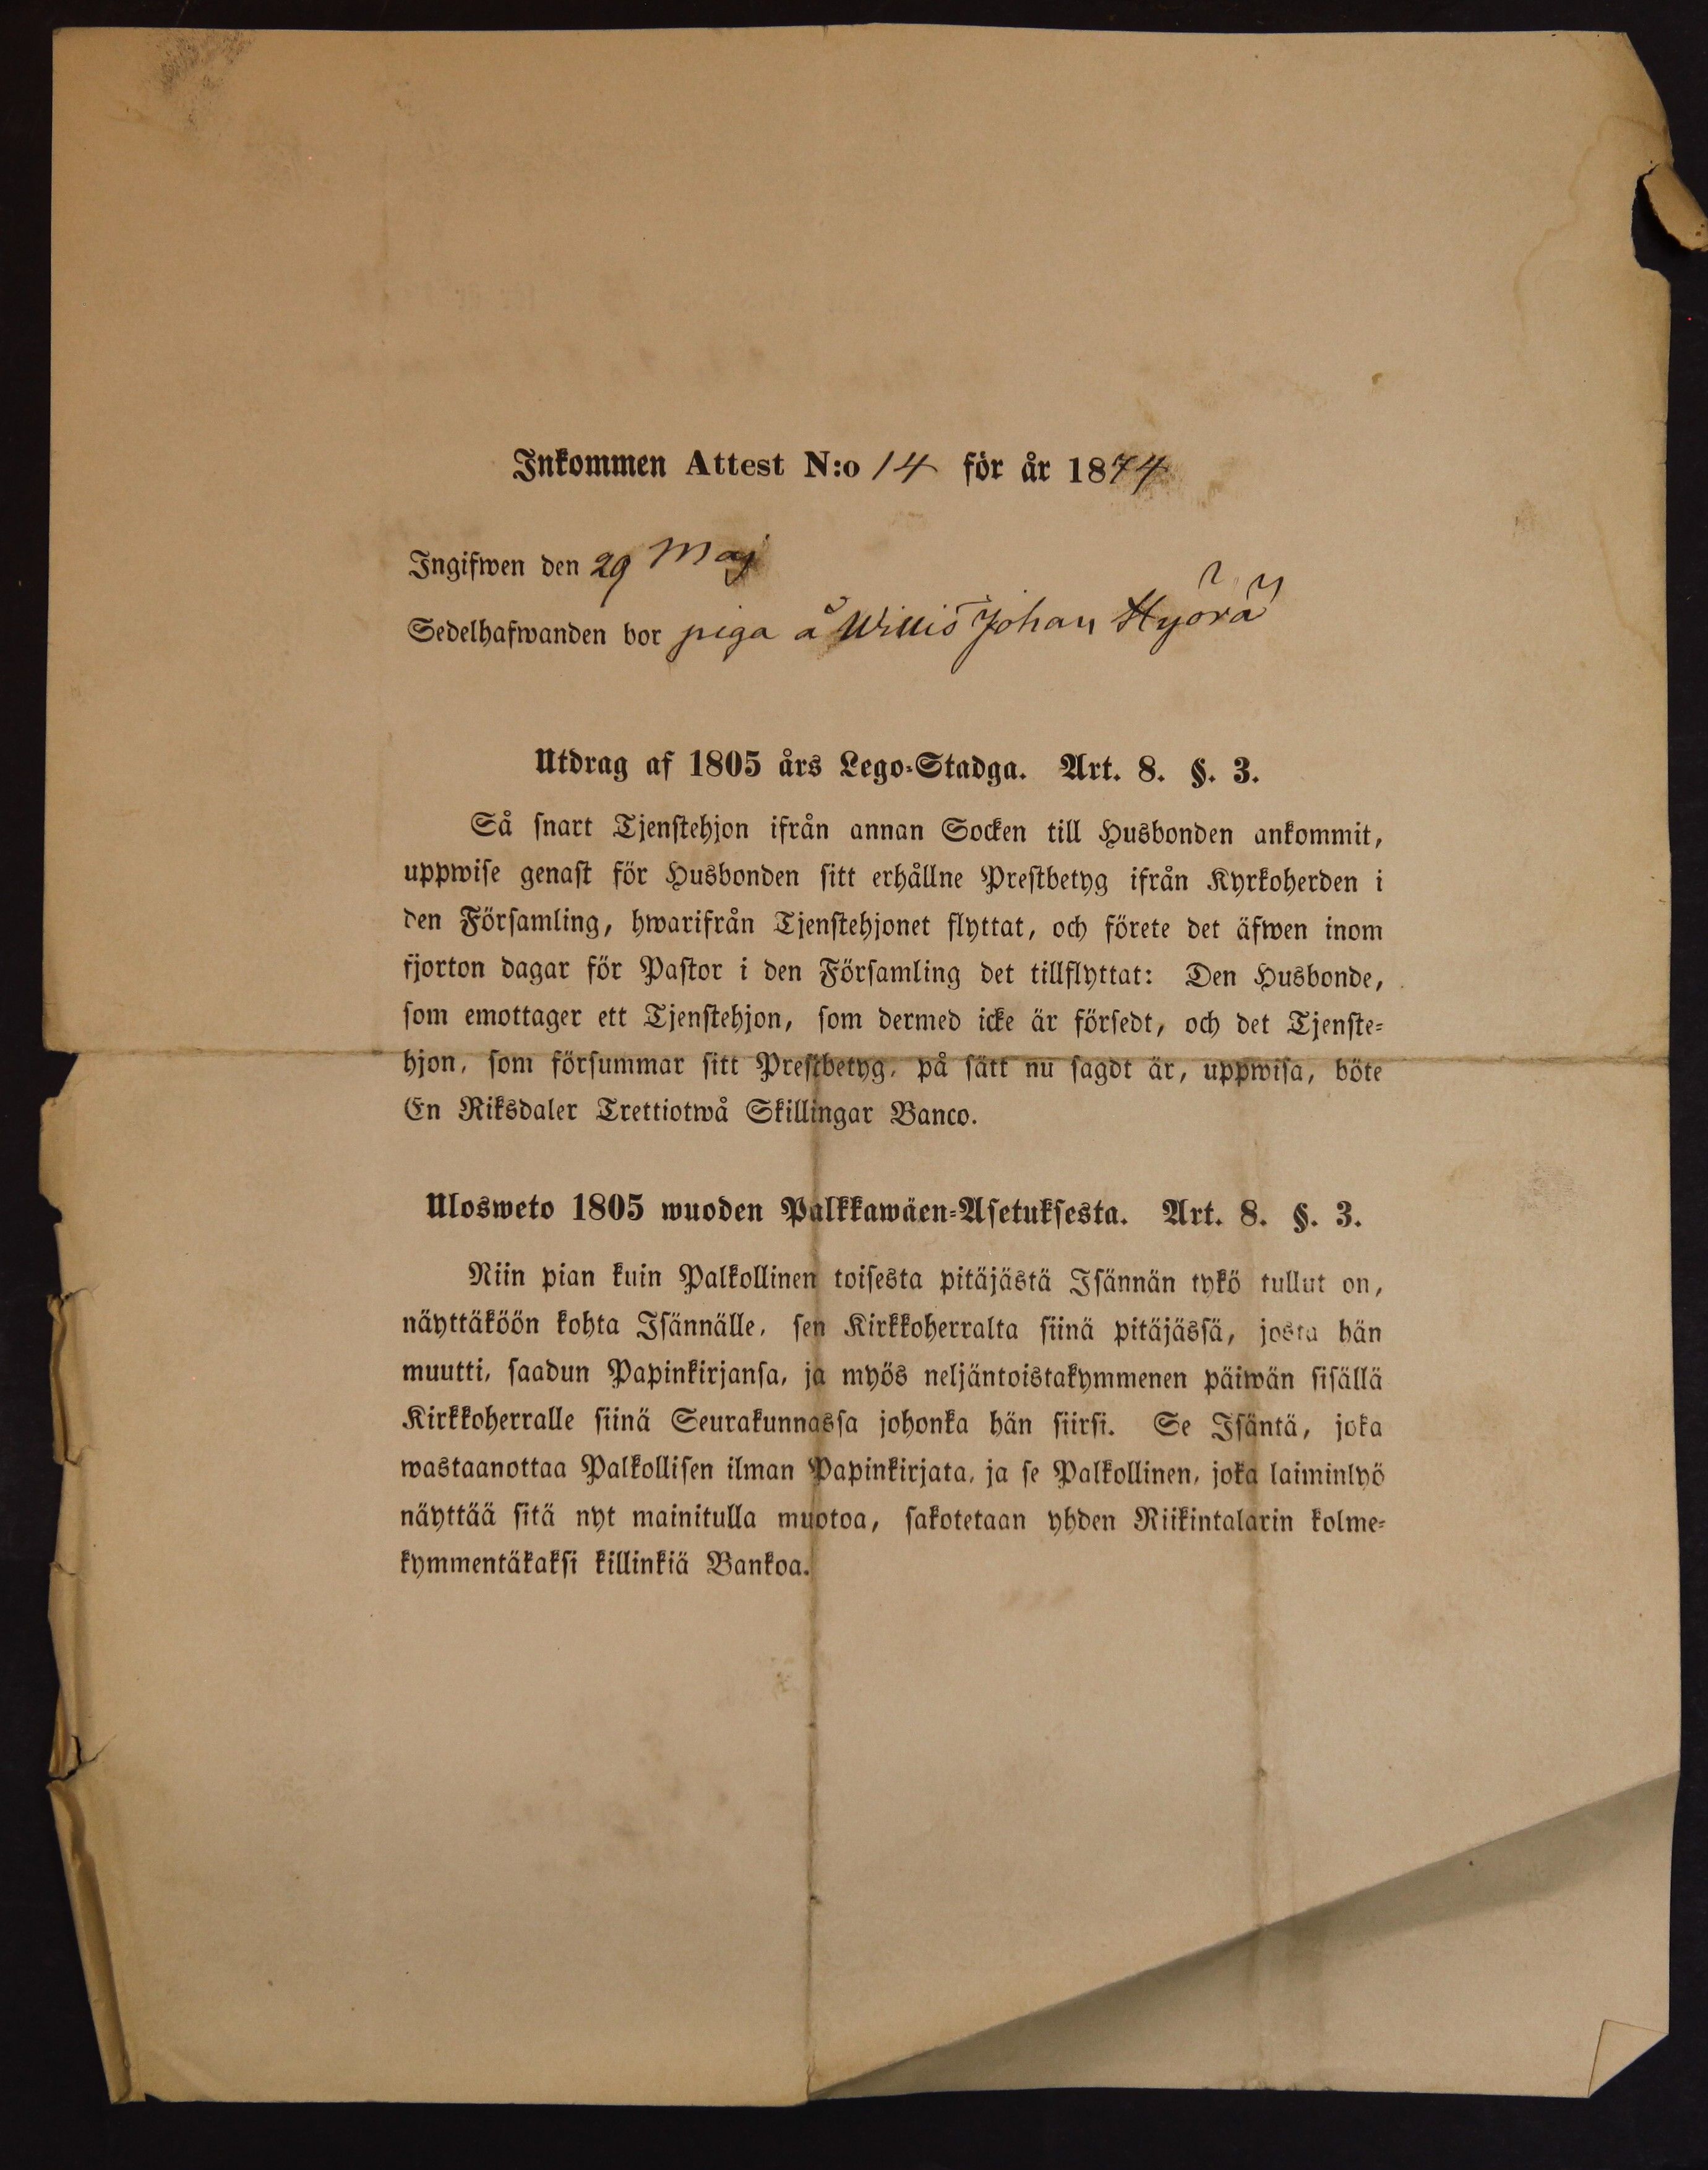 Inkommen Attest N:o 14 för år 1874
Ingifwen den 29 Maj
Sedelhafwanden bor piga å Johan
Utdrag af 1805 års Lego-Stadga. Art. 8. §. 3.
Så snart Tjenstehjon ifrån annan Socken till Husbonden ankommit,
uppwise genast för Husbonden sitt erhållne Prestbetyg ifrån Kyrkoherden i
den Församling, hwarifrån Tjenstehjonet flyttat, och förete det äfwen inom
fjorton dagar för Pastor i den Församling det tillflyttat: Den Husbonde,
som emottager ett Tjenstehjon, som dermed icke är försedt, och det Tjenste-
hjon, som försummar sitt Prestbetyg, på sätt nu sagdt är, uppwisa, böte
En Riksdaler Trettiotwå Skillingar Banco.
Ulosweto 1805 wuoden Palkkawäen-Asetuksesta. Art. 8. §. 3.
Niin pian kuin Palkollinen toisesta pitäjästä Isännän tykö tullut on,
näyttäköön kohta Isännälle, sen Kirkkoherralta siinä pitäjässä, josta hän
muutti, saadun Papinkirjansa, ja myös neljäntoistakymmenen päiwän sisällä
Kirkkoherralle siinä Seurakunnassa johonka hän siirsi. Se Isäntä, joka
wastaanottaa Palkollisen ilman Papinkirjata, ja se Palkollinen, joka laiminlyö
näyttää sitä nyt mainitulla muotoa, sakotetaan yhden Riikintalarin kolme-
kymmentäkaksi killinkiä Bankoa.